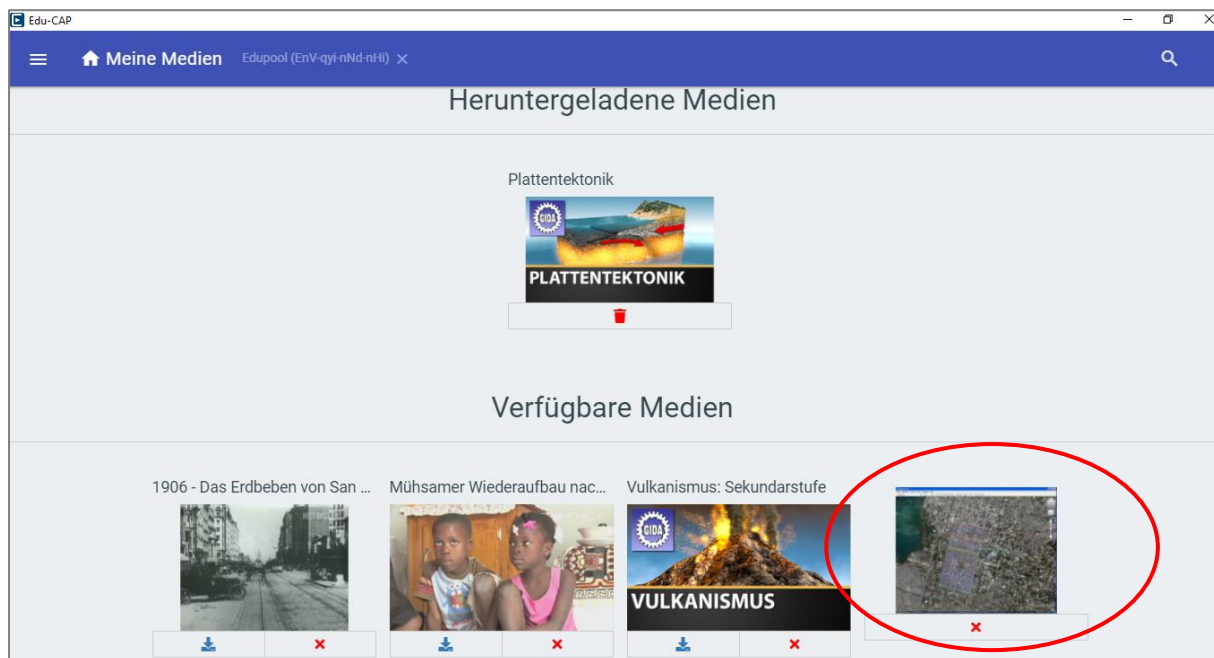 Edu-CAP
Meine Medien Edupool (EnV-qyi-nNd-nHi)
Heruntergeladene Medien
Plattentektonik
GIDA
PLATTENTEKTONIK
Verfügbare Medien
1906 - Das Erdbeben von San ... Mühsamer Wiederaufbau nac... Vulkanismus: Sekundarstufe
GIDA
VULKANISMUS